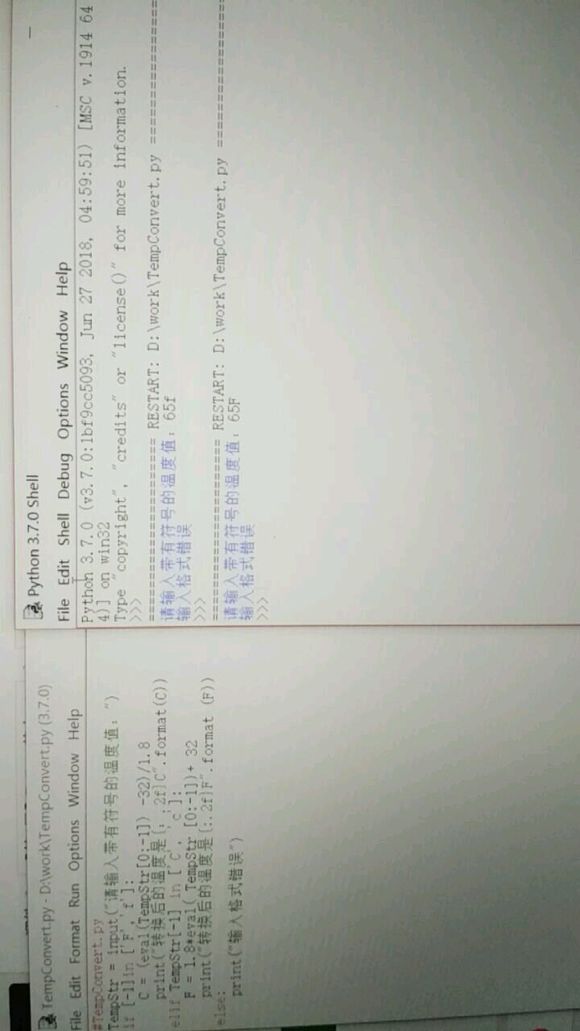 TempConvert.py - D:\work\TempConvert.py (3.7.0)
File Edit Format Run Options Window Help
#TempConvert.py
TempStr = input("请输入带有符号的温度值: ")
if [-1]in ['F','f']:
C = (eval(TempStr[0:-1]) -32)/1.8
print("转换后的温度是{:.2f}C".format(C))
elif TempStr[-1] in ['C','c']:
F = 1.8*eval( TempStr [0:-1])+ 32
print("转换后的温度是{:.2f}F".format (F))
else:
print("输入格式错误")
Python 3.7.0 Shell
File Edit Shell Debug Options Window Help
Python 3.7.0 (v3.7.0:1bf9cc5093, Jun 27 2018, 04:59:51) [MSC v.1914 64
4)] on win32
Type "copyright", "credits" or "license()" for more information.
>>>
==================== RESTART: D:\work\TempConvert.py ====================
请输入带有符号的温度值: 65f
输入格式错误
>>>
==================== RESTART: D:\work\TempConvert.py ====================
请输入带有符号的温度值: 65F
输入格式错误
>>>